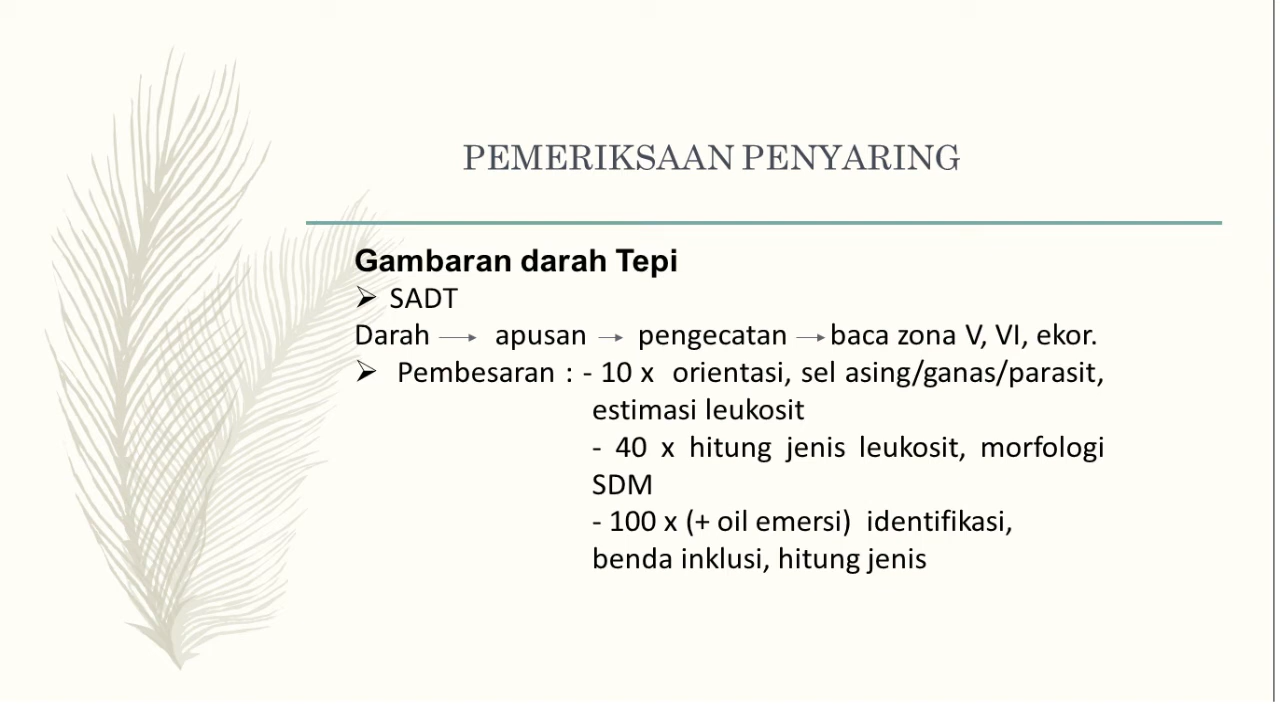 PEMERIKSAAN PENYARING
Gambaran darah Tepi
➢ SADT
Darah → apusan → pengecatan → baca zona V, VI, ekor.
➢ Pembesaran : - 10 x orientasi, sel asing/ganas/parasit,
estimasi leukosit
- 40 x hitung jenis leukosit, morfologi
SDM
- 100 x (+ oil emersi) identifikasi,
benda inklusi, hitung jenis